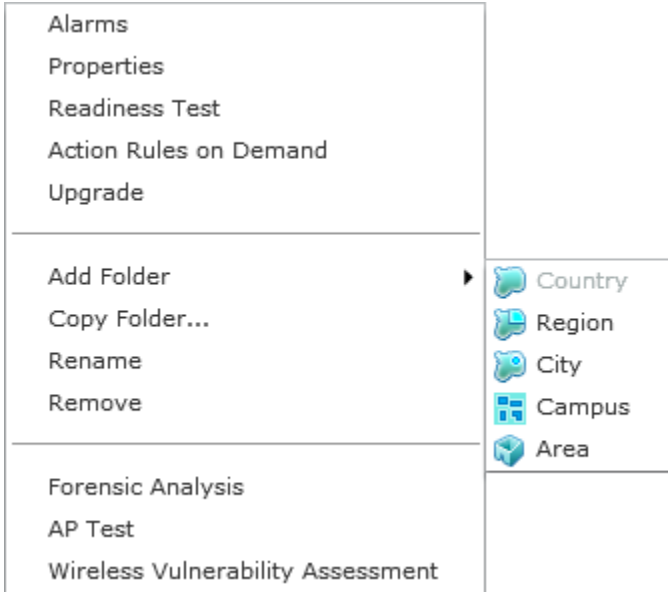 Alarms
Properties
Readiness Test
Action Rules on Demand
Upgrade
Add Folder
Copy Folder...
Rename
Remove
Country
Region
City
Campus
Area
Forensic Analysis
AP Test
Wireless Vulnerability Assessment